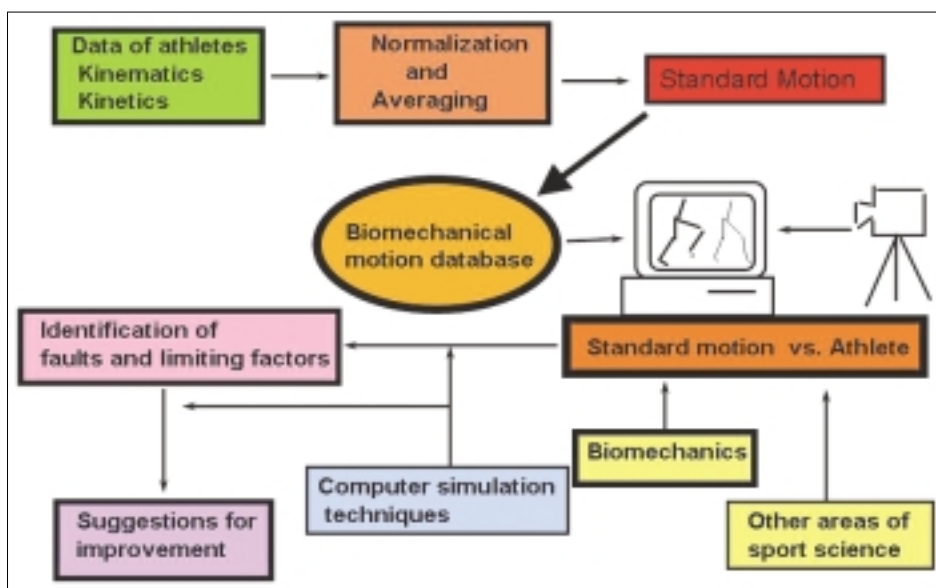 Data of athletes
Kinematics
Kinetics
Normalization
and
Averaging
Standard Motion
Biomechanical
motion database
Identification of
faults and limiting factors
Standard motion vs. Athlete
Biomechanics
Computer simulation
techniques
Suggestions for
improvement
Other areas of
sport science